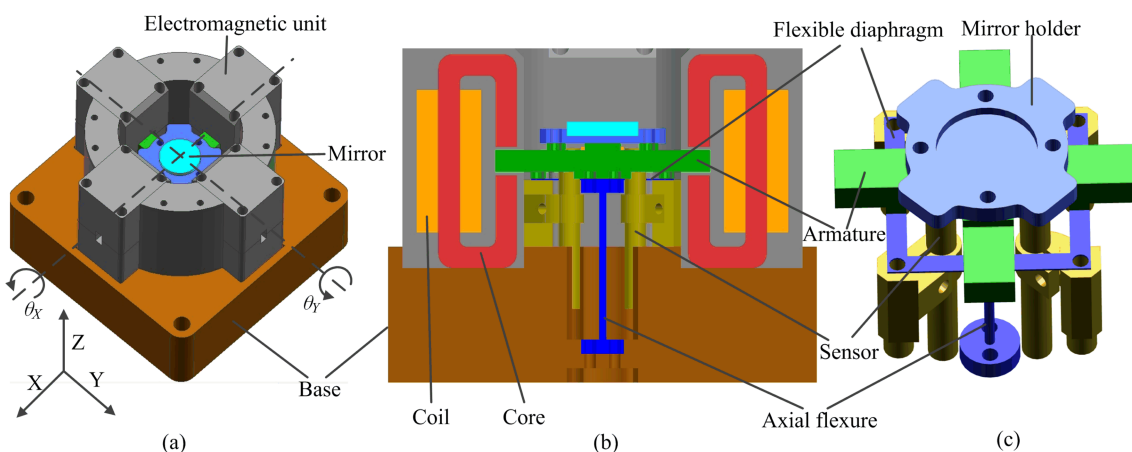 Electromagnetic unit
Mirror
θX
θY
Z
X
Y
Base
(a)
Flexible diaphragm
Armature
Sensor
Coil
Core
Axial flexure
(b)
Mirror holder
(c)